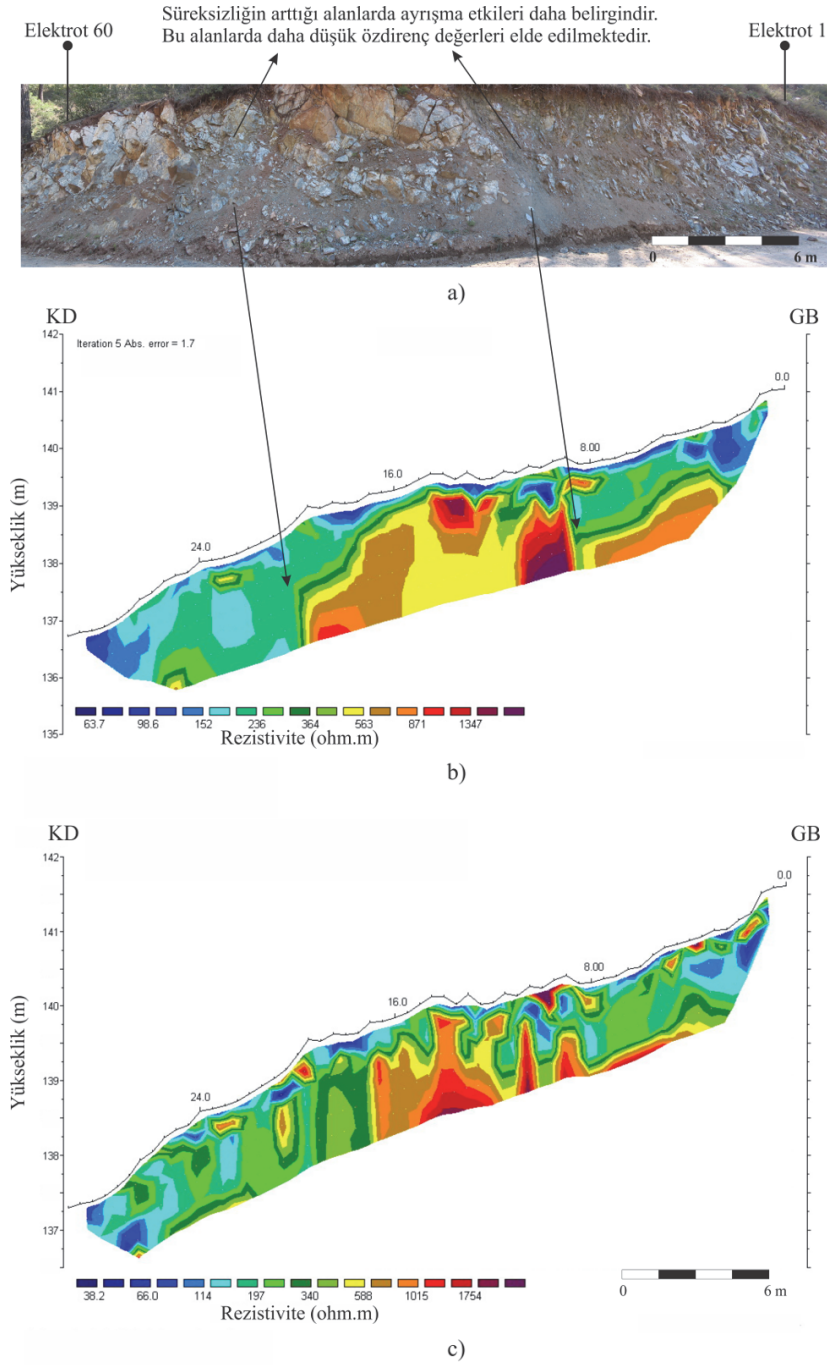 Süreksizliğin arttığı alanlarda ayrışma etkileri daha belirgindir.
Bu alanlarda daha düşük özdirenç değerleri elde edilmektedir.
Elektrot 60
Elektrot 1
0
6 m
a)
KD
GB
142
141
140
139
138
137
136
135
Yükseklik (m)
Iteration 5 Abs. error = 1.7
0.0
8.00
16.0
24.0
63.7 98.6 152 236 364 563 871 1347
Rezistivite (ohm.m)
b)
KD
GB
142
141
140
139
138
137
Yükseklik (m)
0.0
8.00
16.0
24.0
38.2 66.0 114 197 340 588 1015 1754
Rezistivite (ohm.m)
0
6 m
c)